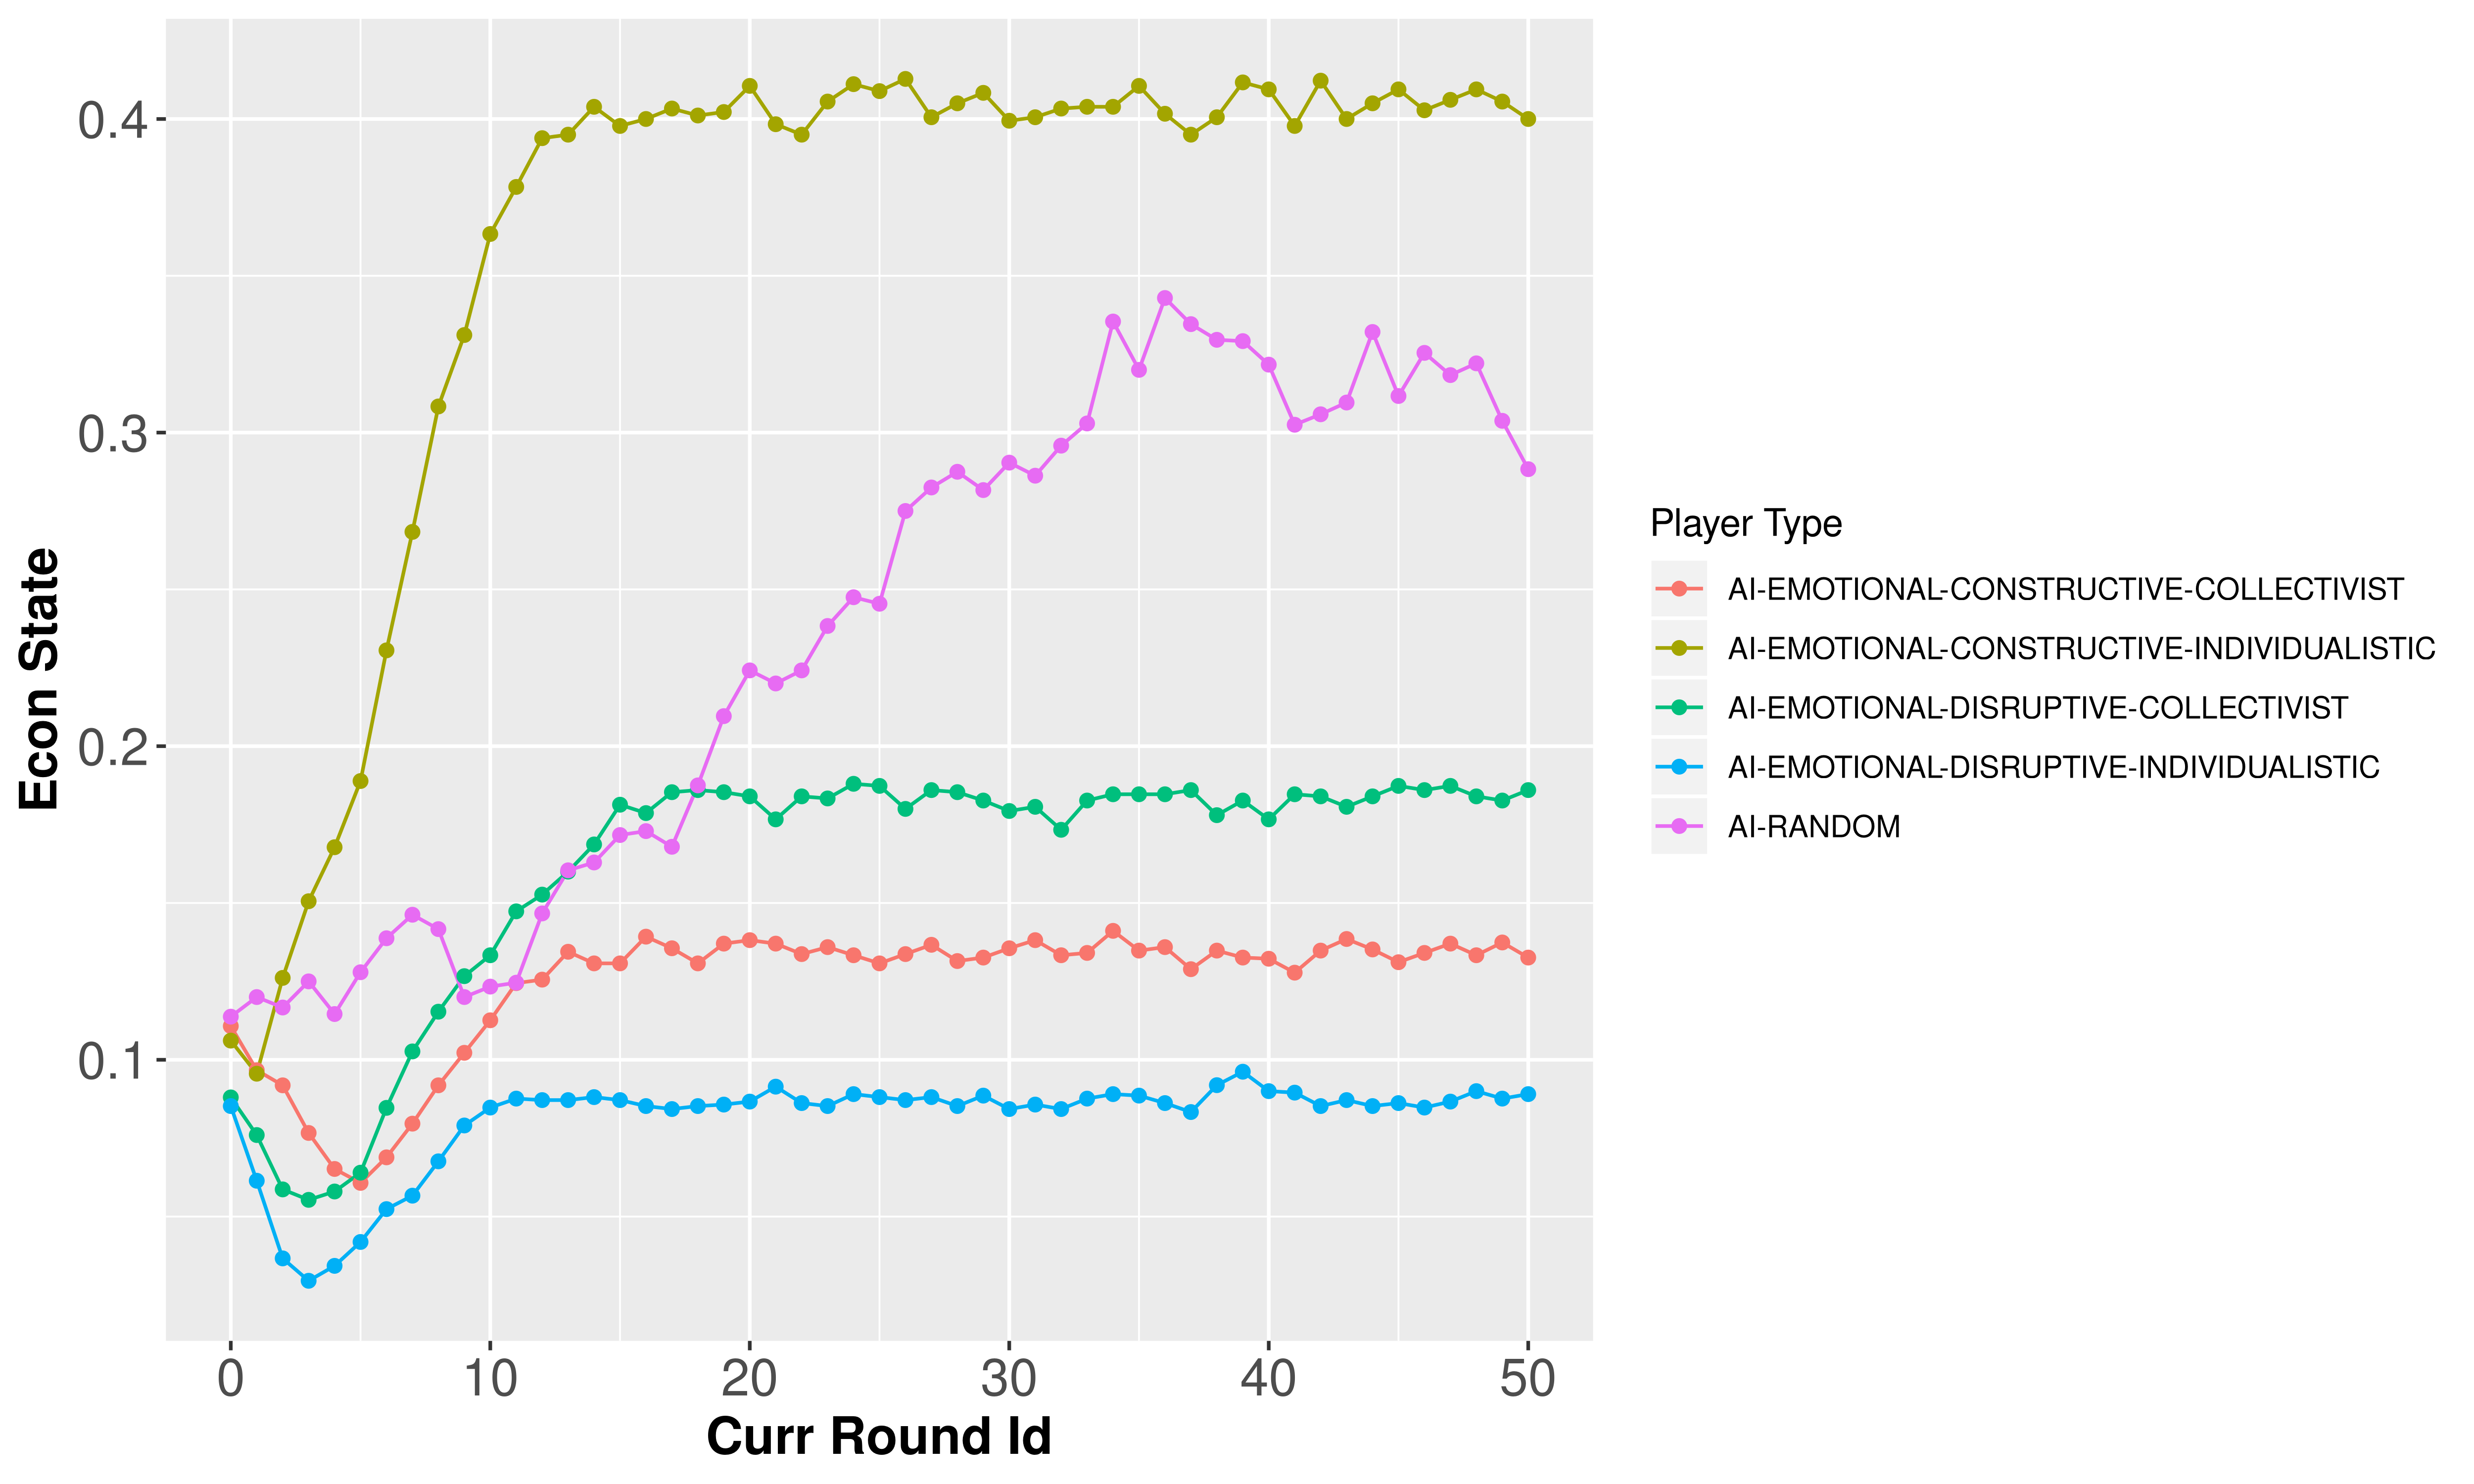 Econ State
0.4
0.3
0.2
0.1
0 10 20 30 40 50
Curr Round Id
Player Type
AI-EMOTIONAL-CONSTRUCTIVE-COLLECTIVIST
AI-EMOTIONAL-CONSTRUCTIVE-INDIVIDUALISTIC
AI-EMOTIONAL-DISRUPTIVE-COLLECTIVIST
AI-EMOTIONAL-DISRUPTIVE-INDIVIDUALISTIC
AI-RANDOM